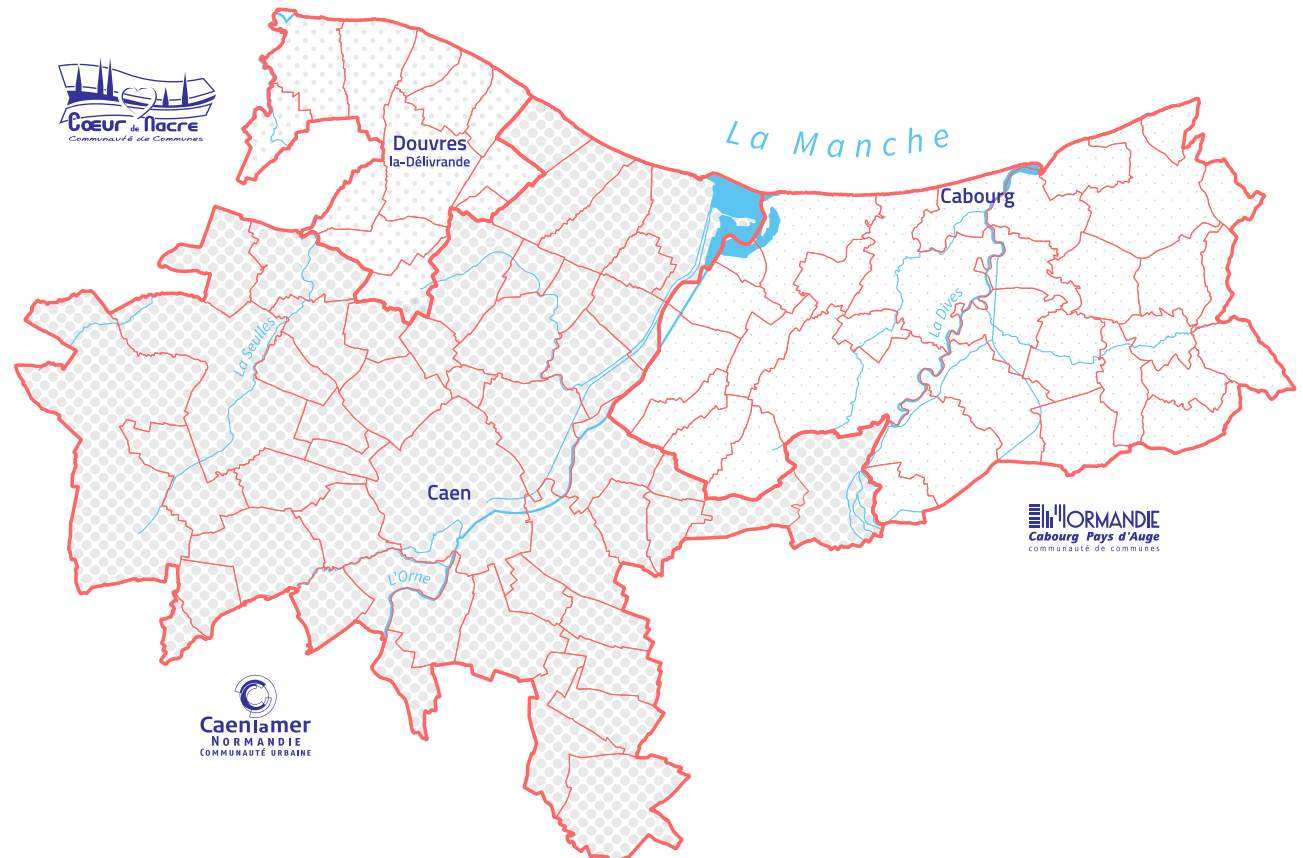 Cœur de Nacre
Communauté de Communes
Douvres
la-Délivrande
La Manche
Cabourg
La Seulles
La Dives
Caen
L'Orne
NORMANDIE
Cabourg Pays d'Auge
communauté de communes
Caenlamer
NORMANDIE
COMMUNAUTÉ URBAINE